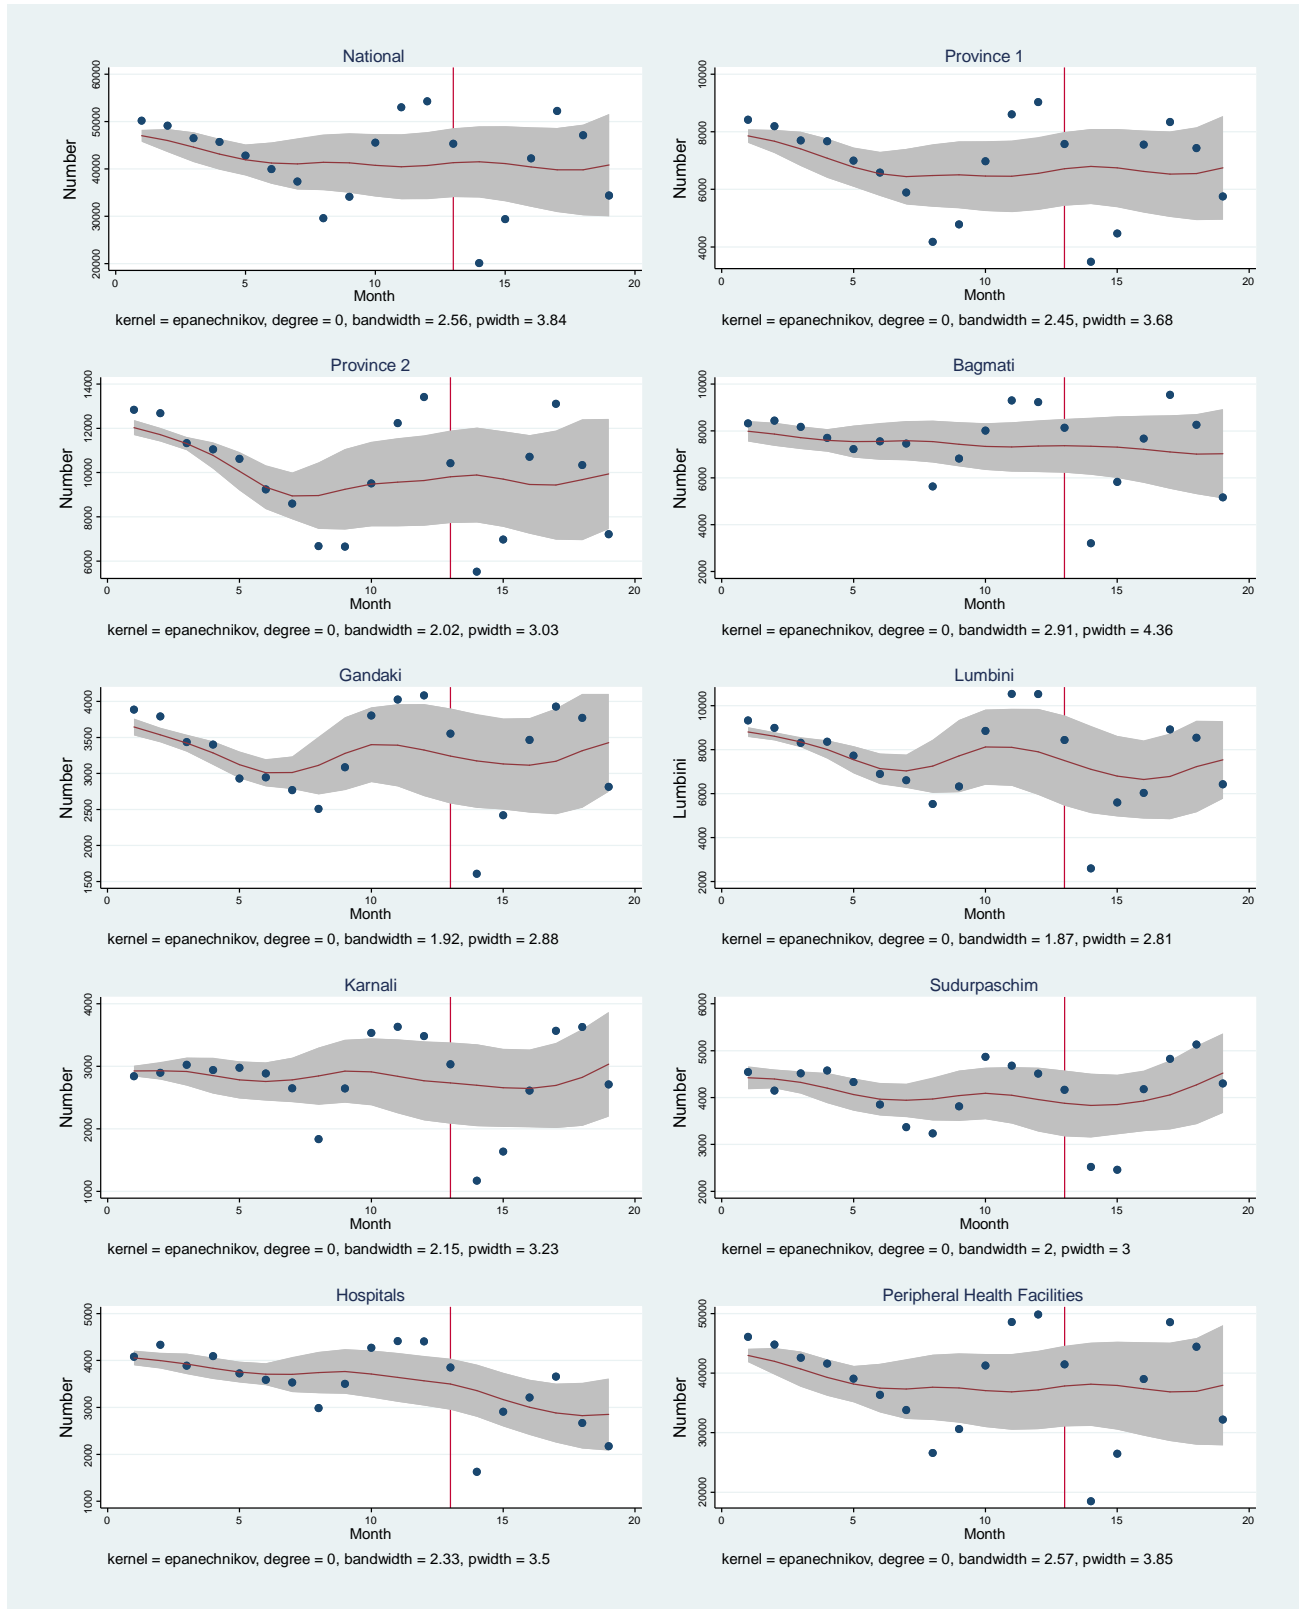 National
Number
60000
50000
40000
30000
20000
0 5 10 15 20
Month
kernel = epanechnikov, degree = 0, bandwidth = 2.56, pwidth = 3.84
Province 1
Number
10000
8000
6000
4000
0 5 10 15 20
Month
kernel = epanechnikov, degree = 0, bandwidth = 2.45, pwidth = 3.68
Province 2
Number
14000
12000
10000
8000
6000
0 5 10 15 20
Month
kernel = epanechnikov, degree = 0, bandwidth = 2.02, pwidth = 3.03
Bagmati
Number
10000
8000
6000
4000
2000
0 5 10 15 20
Month
kernel = epanechnikov, degree = 0, bandwidth = 2.91, pwidth = 4.36
Gandaki
Number
4000
3500
3000
2500
2000
1500
0 5 10 15 20
Month
kernel = epanechnikov, degree = 0, bandwidth = 1.92, pwidth = 2.88
Lumbini
Lumbini
10000
8000
6000
4000
2000
0 5 10 15 20
Month
kernel = epanechnikov, degree = 0, bandwidth = 1.87, pwidth = 2.81
Karnali
Number
4000
3000
2000
1000
0 5 10 15 20
Month
kernel = epanechnikov, degree = 0, bandwidth = 2.15, pwidth = 3.23
Sudurpaschim
Number
6000
5000
4000
3000
2000
0 5 10 15 20
Moonth
kernel = epanechnikov, degree = 0, bandwidth = 2, pwidth = 3
Hospitals
Number
5000
4000
3000
2000
1000
0 5 10 15 20
Month
kernel = epanechnikov, degree = 0, bandwidth = 2.33, pwidth = 3.5
Peripheral Health Facilities
Number
50000
40000
30000
20000
0 5 10 15 20
Month
kernel = epanechnikov, degree = 0, bandwidth = 2.57, pwidth = 3.85